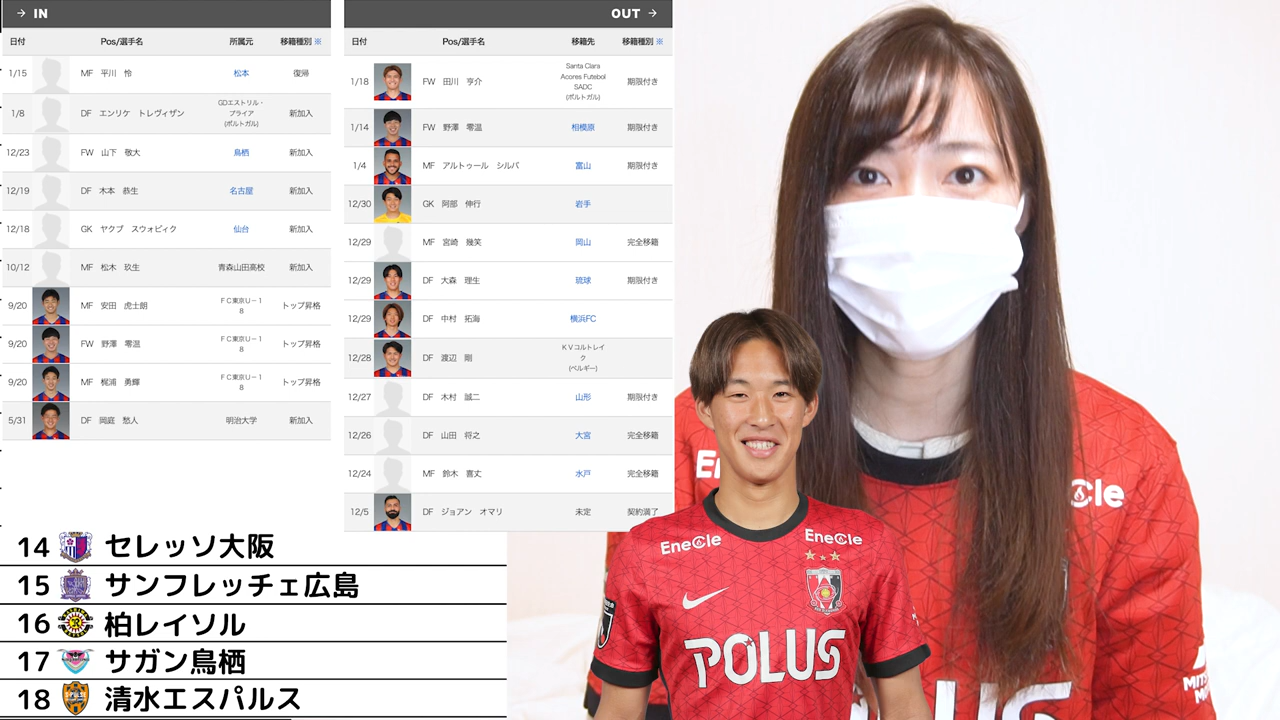 → IN
日付 Pos/選手名 所属元 移籍種別 ※
1/15 MF 平川 怜 松本 復帰
1/8 DF エンリケ トレヴィザン GDエストリル・
プライア
(ポルトガル) 新加入
12/23 FW 山下 敬大 鳥栖 新加入
12/19 DF 木本 恭生 名古屋 新加入
12/18 GK ヤクブ スウォビィク 仙台 新加入
10/12 MF 松木 玖生 青森山田高校 新加入
9/20 MF 安田 虎士朗 FC東京U-1
8 トップ昇格
9/20 FW 野澤 零温 FC東京U-1
8 トップ昇格
9/20 MF 梶浦 勇輝 FC東京U-1
8 トップ昇格
5/31 DF 岡庭 愁人 明治大学 新加入
OUT →
日付 Pos/選手名 移籍先 移籍種別 ※
1/18 FW 田川 亨介 Santa Clara
Acores Futebol
SADC
(ポルトガル) 期限付き
1/14 FW 野澤 零温 相模原 期限付き
1/4 MF アルトゥール シルバ 富山 期限付き
12/30 GK 阿部 伸行 岩手
12/29 MF 宮崎 幾笑 岡山 完全移籍
12/29 DF 大森 理生 琉球 期限付き
12/29 DF 中村 拓海 横浜FC
12/28 DF 渡辺 剛 KVコルトレイ
ク
(ベルギー)
12/27 DF 木村 誠二 山形 期限付き
12/26 DF 山田 将之 大宮 完全移籍
12/24 MF 鈴木 喜丈 水戸 完全移籍
12/5 DF ジョアン オマリ 未定 契約満了
14 セレッソ大阪
15 サンフレッチェ広島
16 柏レイソル
17 サガン鳥栖
18 清水エスパルス
EneCle
EneCle
POLUS